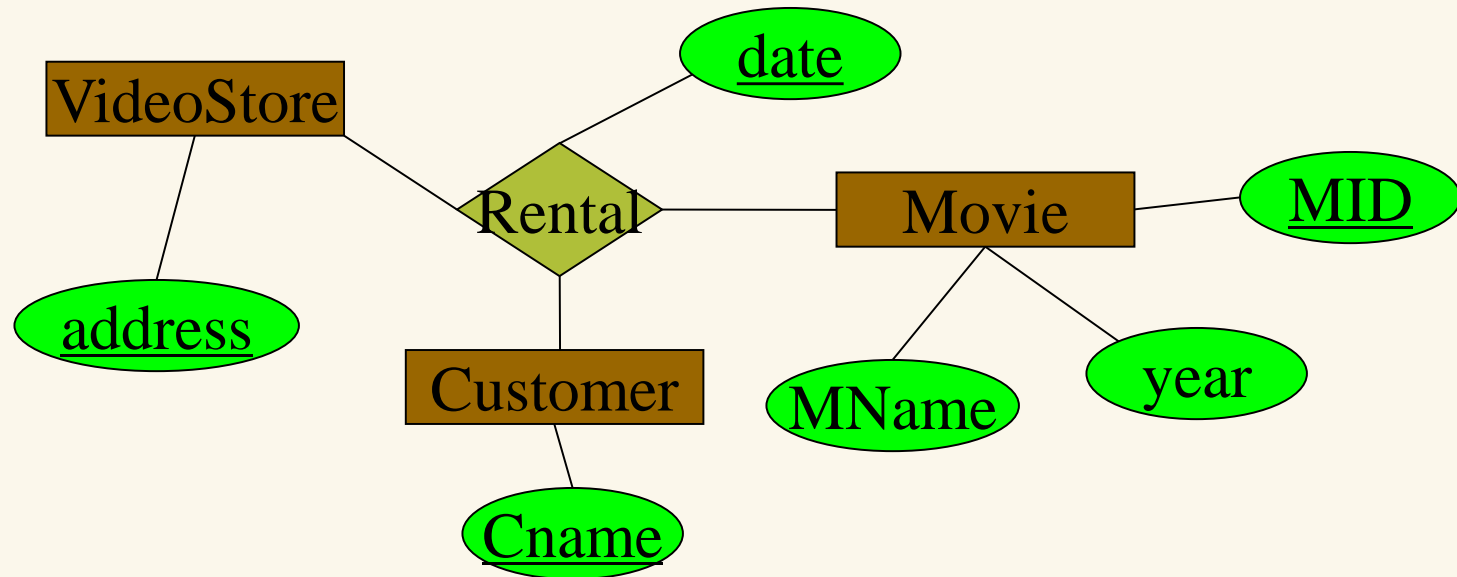 date
VideoStore
MID
Rental
Movie
address
year
Customer
MName
Cname